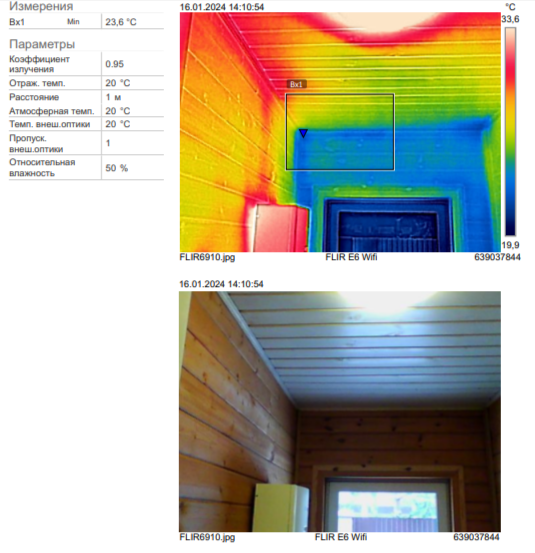 Измерения
Bx1 Min 23,6 °C
Параметры
Коэффициент излучения 0.95
Отраж. темп. 20 °C
Расстояние 1 м
Атмосферная темп. 20 °C
Темп. внеш.оптики 20 °C
Пропуск. внеш.оптики 1
Относительная влажность 50 %
16.01.2024 14:10:54
°C
33,6
Bx1
19,9
FLIR6910.jpg FLIR E6 Wifi 639037844
16.01.2024 14:10:54
FLIR6910.jpg FLIR E6 Wifi 639037844